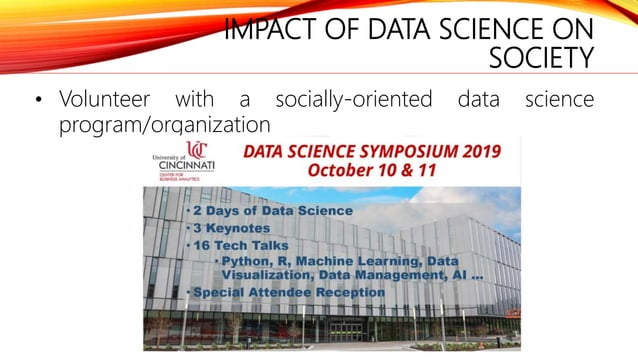 IMPACT OF DATA SCIENCE ON
SOCIETY
• Volunteer with a socially-oriented data science
program/organization
University of
CINCINNATI
CENTER FOR
BUSINESS ANALYTICS
DATA SCIENCE SYMPOSIUM 2019
October 10 & 11
• 2 Days of Data Science
• 3 Keynotes
• 16 Tech Talks
• Python, R, Machine Learning, Data
Visualization, Data Management, AI ...
• Special Attendee Reception